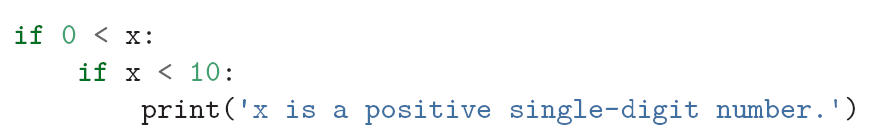 if 0 < x:
    if x < 10:
        print('x is a positive single-digit number.')